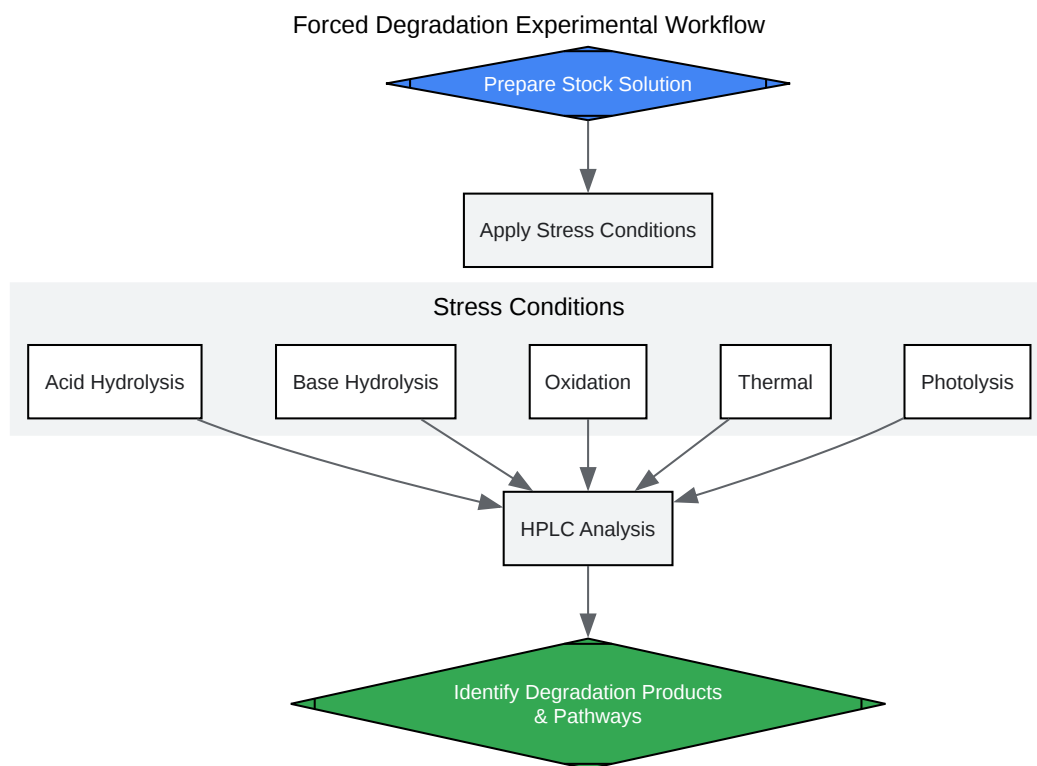 Forced Degradation Experimental Workflow
Prepare Stock Solution
Apply Stress Conditions
Stress Conditions
Acid Hydrolysis
Base Hydrolysis
Oxidation
Thermal
Photolysis
HPLC Analysis
Identify Degradation Products
& Pathways